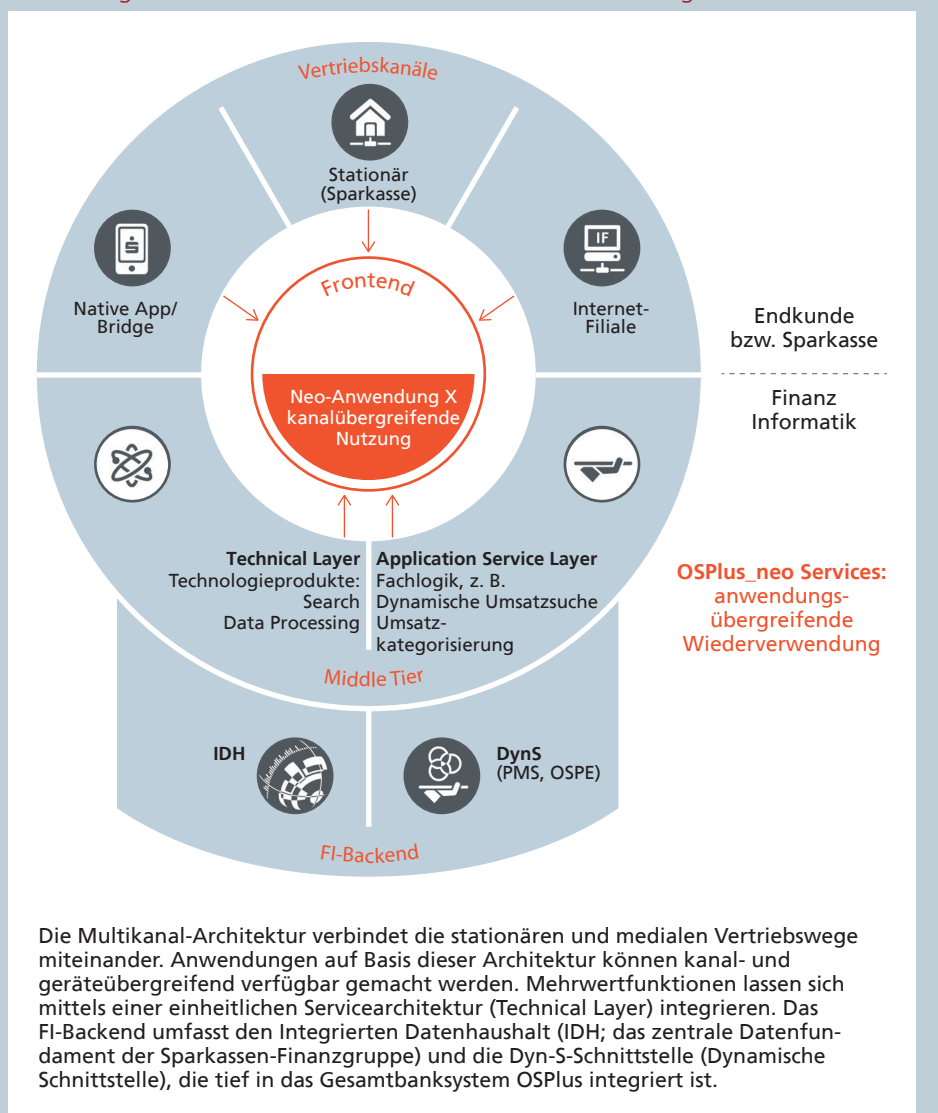 Vertriebskanäle
Stationär
(Sparkasse)
Native App/
Bridge
IF
Internet-
Filiale
Frontend
Neo-Anwendung X
kanalübergreifende
Nutzung
Endkunde
bzw. Sparkasse
Finanz
Informatik
Technical Layer
Technologieprodukte:
Search
Data Processing
Application Service Layer
Fachlogik, z. B.
Dynamische Umsatzsuche
Umsatz-
kategorisierung
OSPlus_neo Services:
anwendungs-
übergreifende
Wiederverwendung
Middle Tier
IDH
DynS
(PMS, OSPE)
FI-Backend
Die Multikanal-Architektur verbindet die stationären und medialen Vertriebswege
miteinander. Anwendungen auf Basis dieser Architektur können kanal- und
geräteübergreifend verfügbar gemacht werden. Mehrwertfunktionen lassen sich
mittels einer einheitlichen Servicearchitektur (Technical Layer) integrieren. Das
FI-Backend umfasst den Integrierten Datenhaushalt (IDH; das zentrale Datenfun-
dament der Sparkassen-Finanzgruppe) und die Dyn-S-Schnittstelle (Dynamische
Schnittstelle), die tief in das Gesamtbanksystem OSPlus integriert ist.